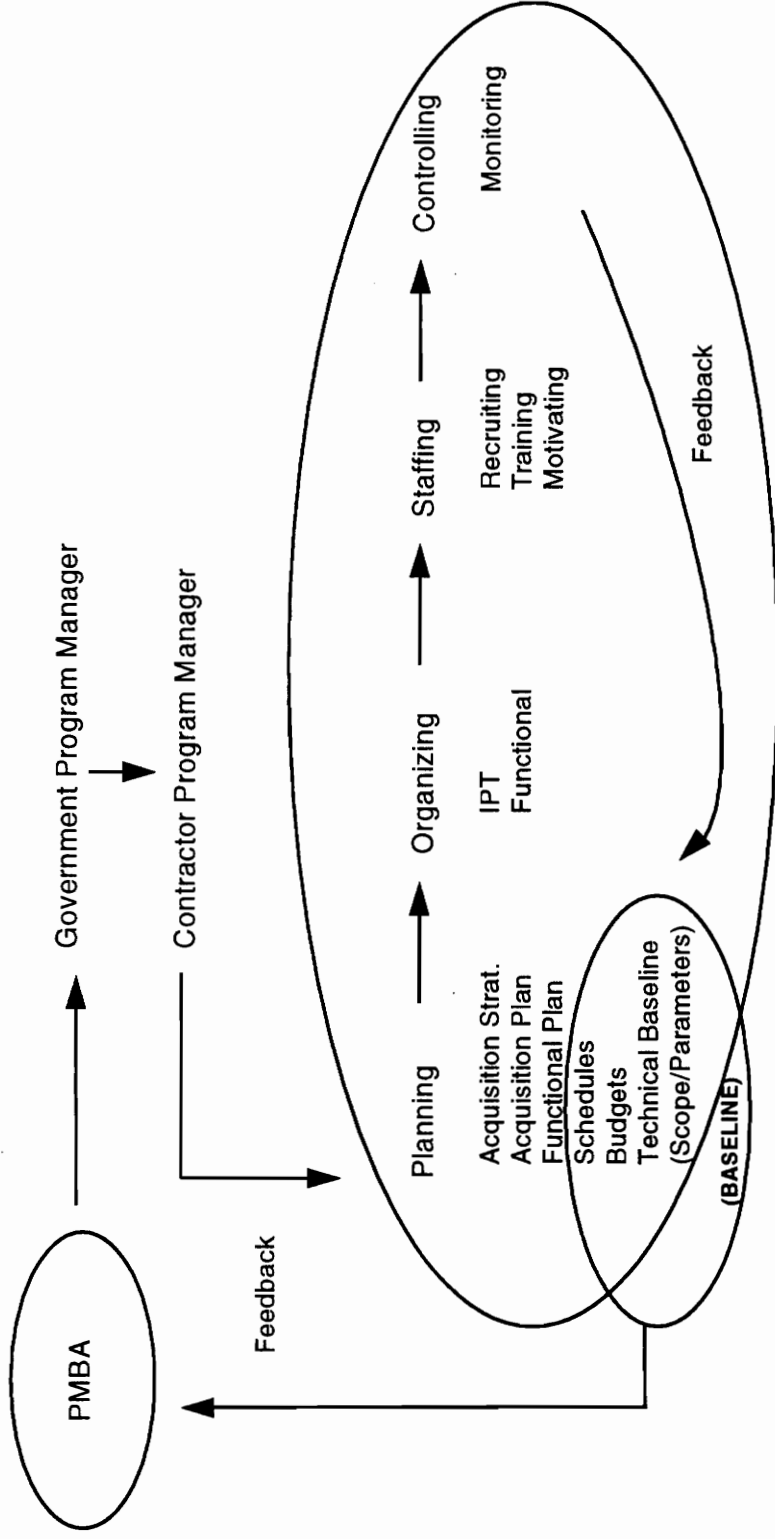 PMBA
Government Program Manager
Contractor Program Manager
Feedback
Planning
Acquisition Strat.
Acquisition Plan
Functional Plan
Schedules
Budgets
Technical Baseline
(Scope/Parameters)
(BASELINE)
Organizing
IPT
Functional
Staffing
Recruiting
Training
Motivating
Controlling
Monitoring
Feedback